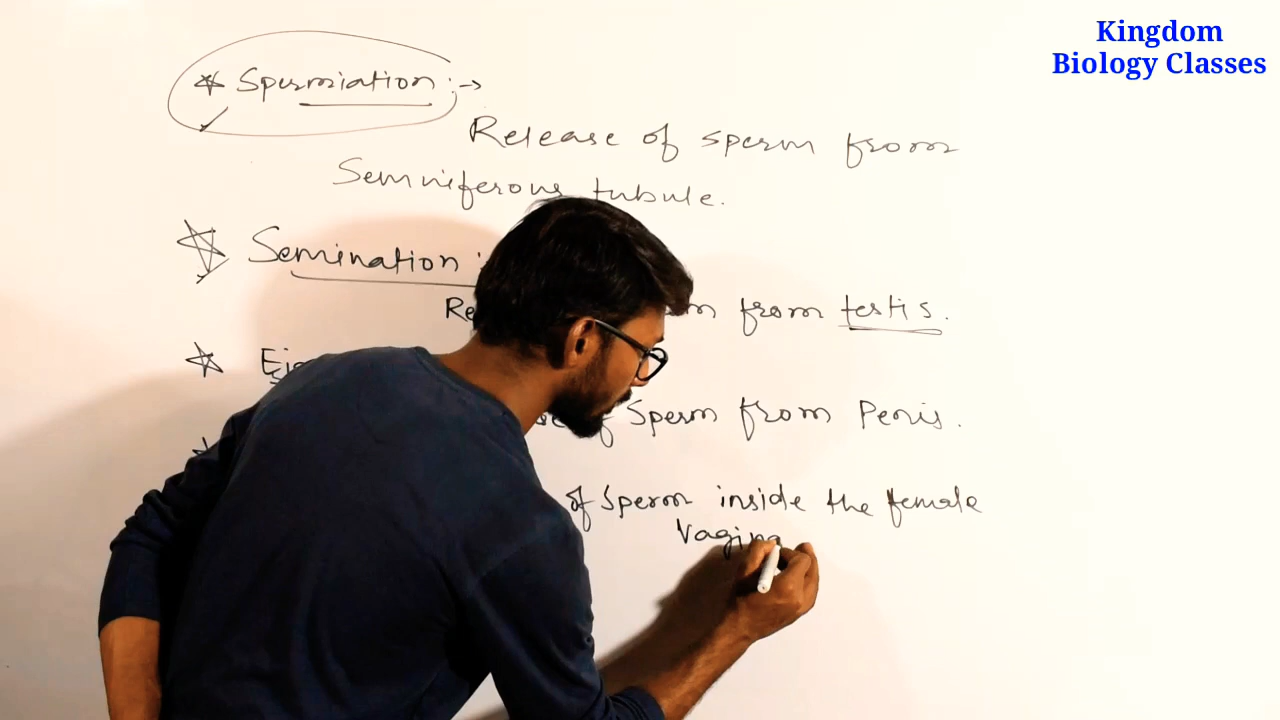 Kingdom
Biology Classes
Spermiation :->
Release of sperm from
Semniferous tubule.
Semination :
Re m from testis.
Ej
of Sperm from Penis.
of Sperm inside the female
Vagina